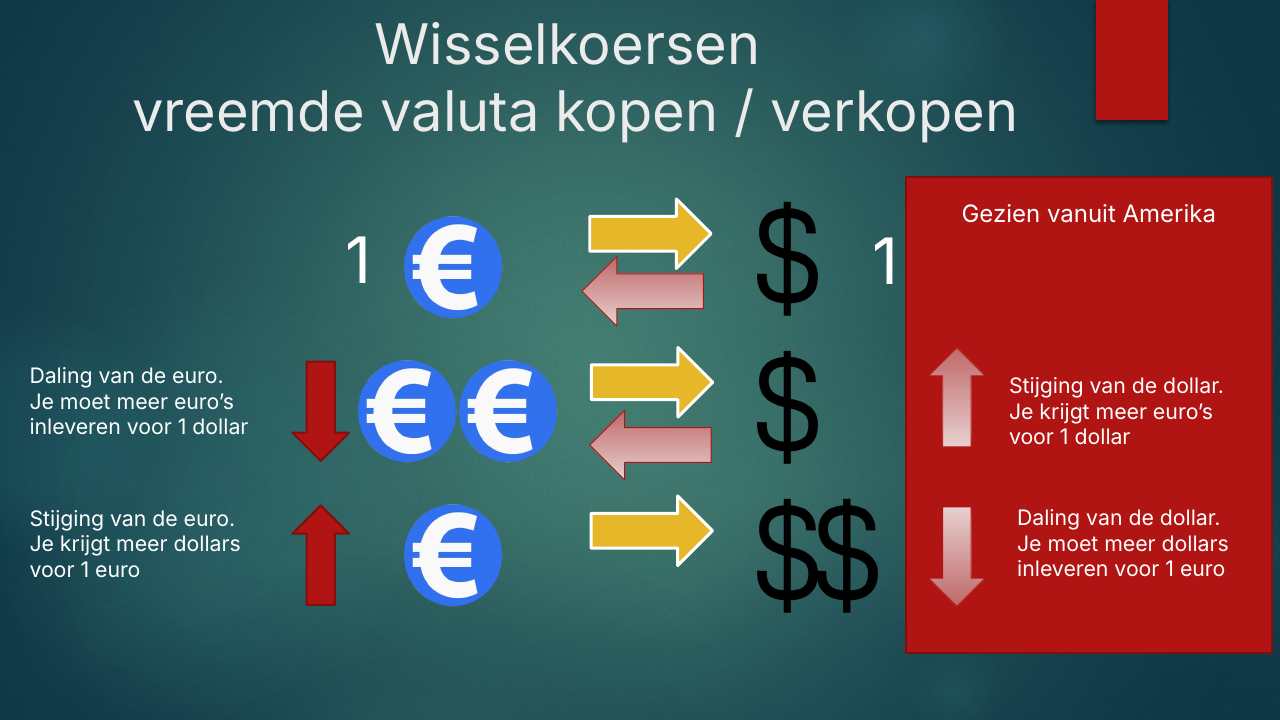 Wisselkoersen
vreemde valuta kopen / verkopen
Gezien vanuit Amerika
1 € $ 1
Daling van de euro.
Je moet meer euro’s
inleveren voor 1 dollar
€ € $
Stijging van de dollar.
Je krijgt meer euro’s
voor 1 dollar
Stijging van de euro.
Je krijgt meer dollars
voor 1 euro
€ $$
Daling van de dollar.
Je moet meer dollars
inleveren voor 1 euro